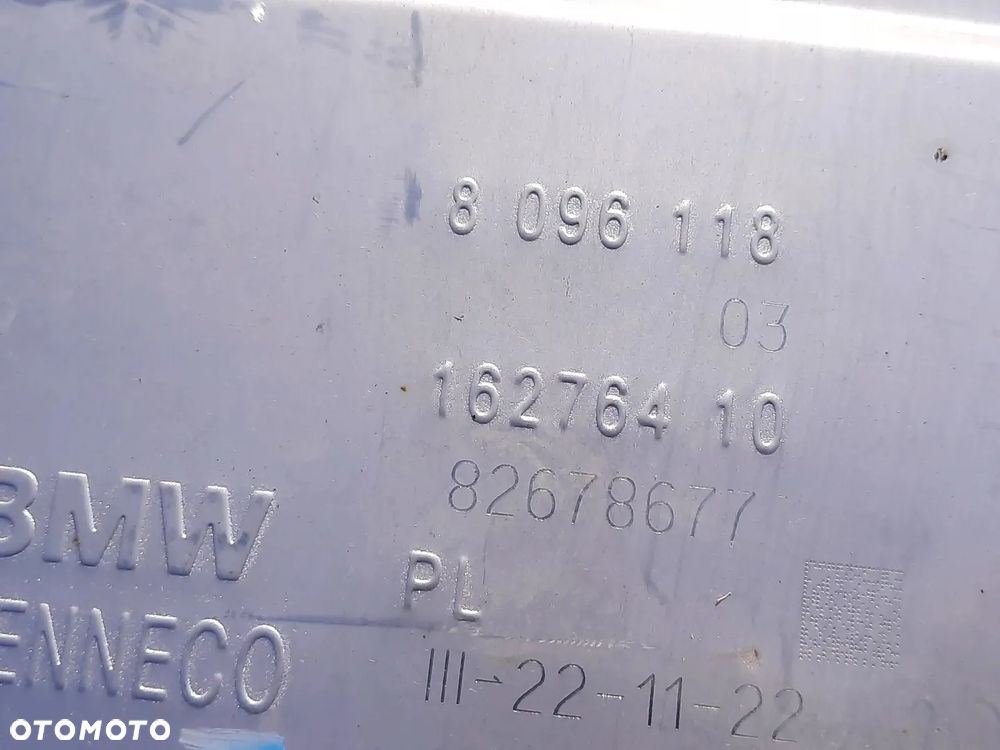 8 096 118
03
162764 10
82678677
BMW
PL
ENNECO
III-22-11-22
OTOMOTO